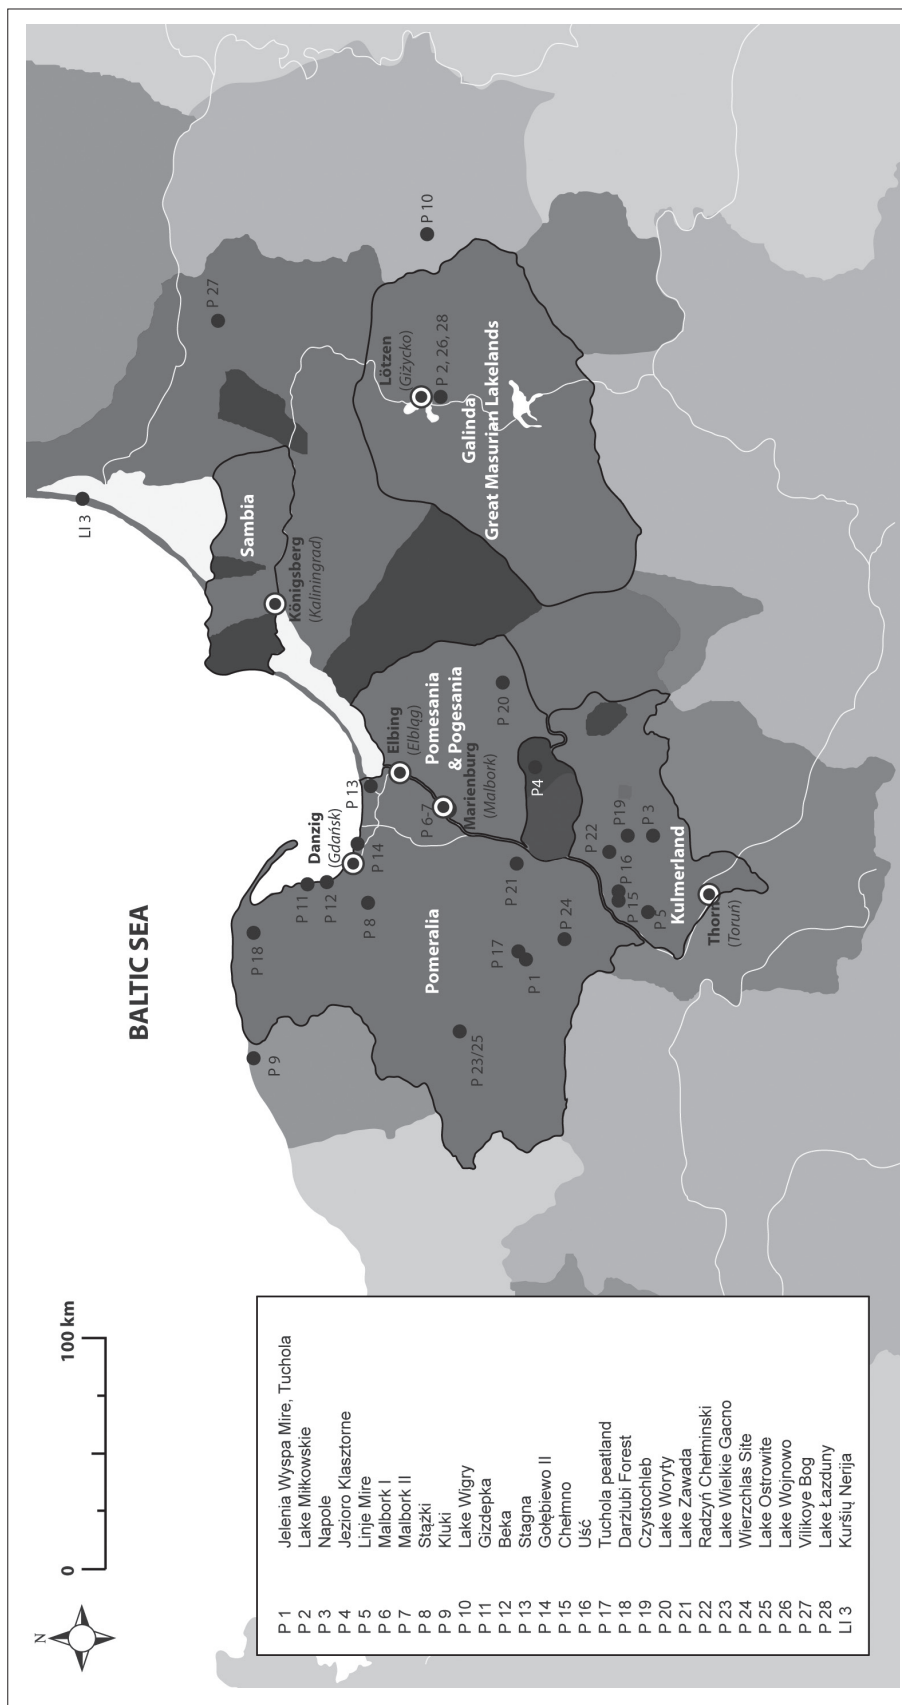 N
0
100 km
BALTIC SEA
LI 3
P 27
P 10
Sambia
Königsberg
(Kaliningrad)
Lötzen
(Giżycko)
P 2, 26, 28
Galinda
Great Masurian Lakelands
P 9
P 18
P 11
P 12
Danzig
(Gdańsk)
P 14
P 13
P 8
Elbing
(Elbląg)
Pomesania
& Pogesania
P 6-7
Marienburg
(Malbork)
P 20
Pomeralia
P 23/25
P 17
P 1
P 21
P 24
P4
P 22
P19
P 16
P 15
P 3
P 5
Kulmerland
Thorn
(Toruń)
P 1 Jelenia Wyspa Mire, Tuchola
P 2 Lake Miłkowskie
P 3 Napole
P 4 Jezioro Klasztorne
P 5 Linje Mire
P 6 Malbork I
P 7 Malbork II
P 8 Stążki
P 9 Kluki
P 10 Lake Wigry
P 11 Gizdepka
P 12 Beka
P 13 Stagna
P 14 Gołębiewo II
P 15 Chełmno
P 16 Uść
P 17 Tuchola peatland
P 18 Darżlubi Forest
P 19 Czystochleb
P 20 Lake Woryty
P 21 Lake Zawada
P 22 Radzyń Chełmiński
P 23 Lake Wielkie Gacno
P 24 Wierzchlas Site
P 25 Lake Ostrowite
P 26 Lake Wojnowo
P 27 Vilikoye Bog
P 28 Lake Łazduny
LI 3 Kuršių Nerija